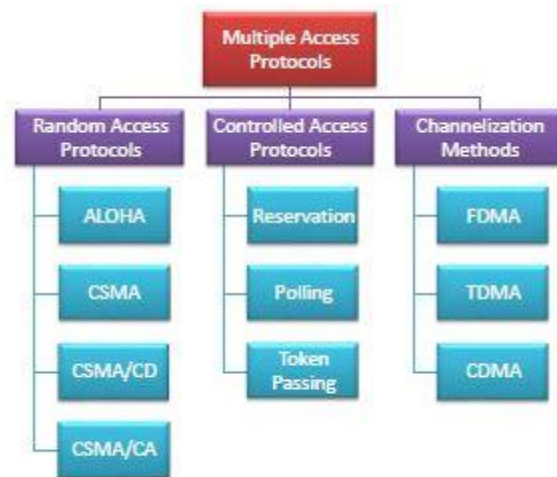 Multiple Access
Protocols
Random Access
Protocols
Controlled Access
Protocols
Channelization
Methods
ALOHA
CSMA
CSMA/CD
CSMA/CA
Reservation
Polling
Token
Passing
FDMA
TDMA
CDMA